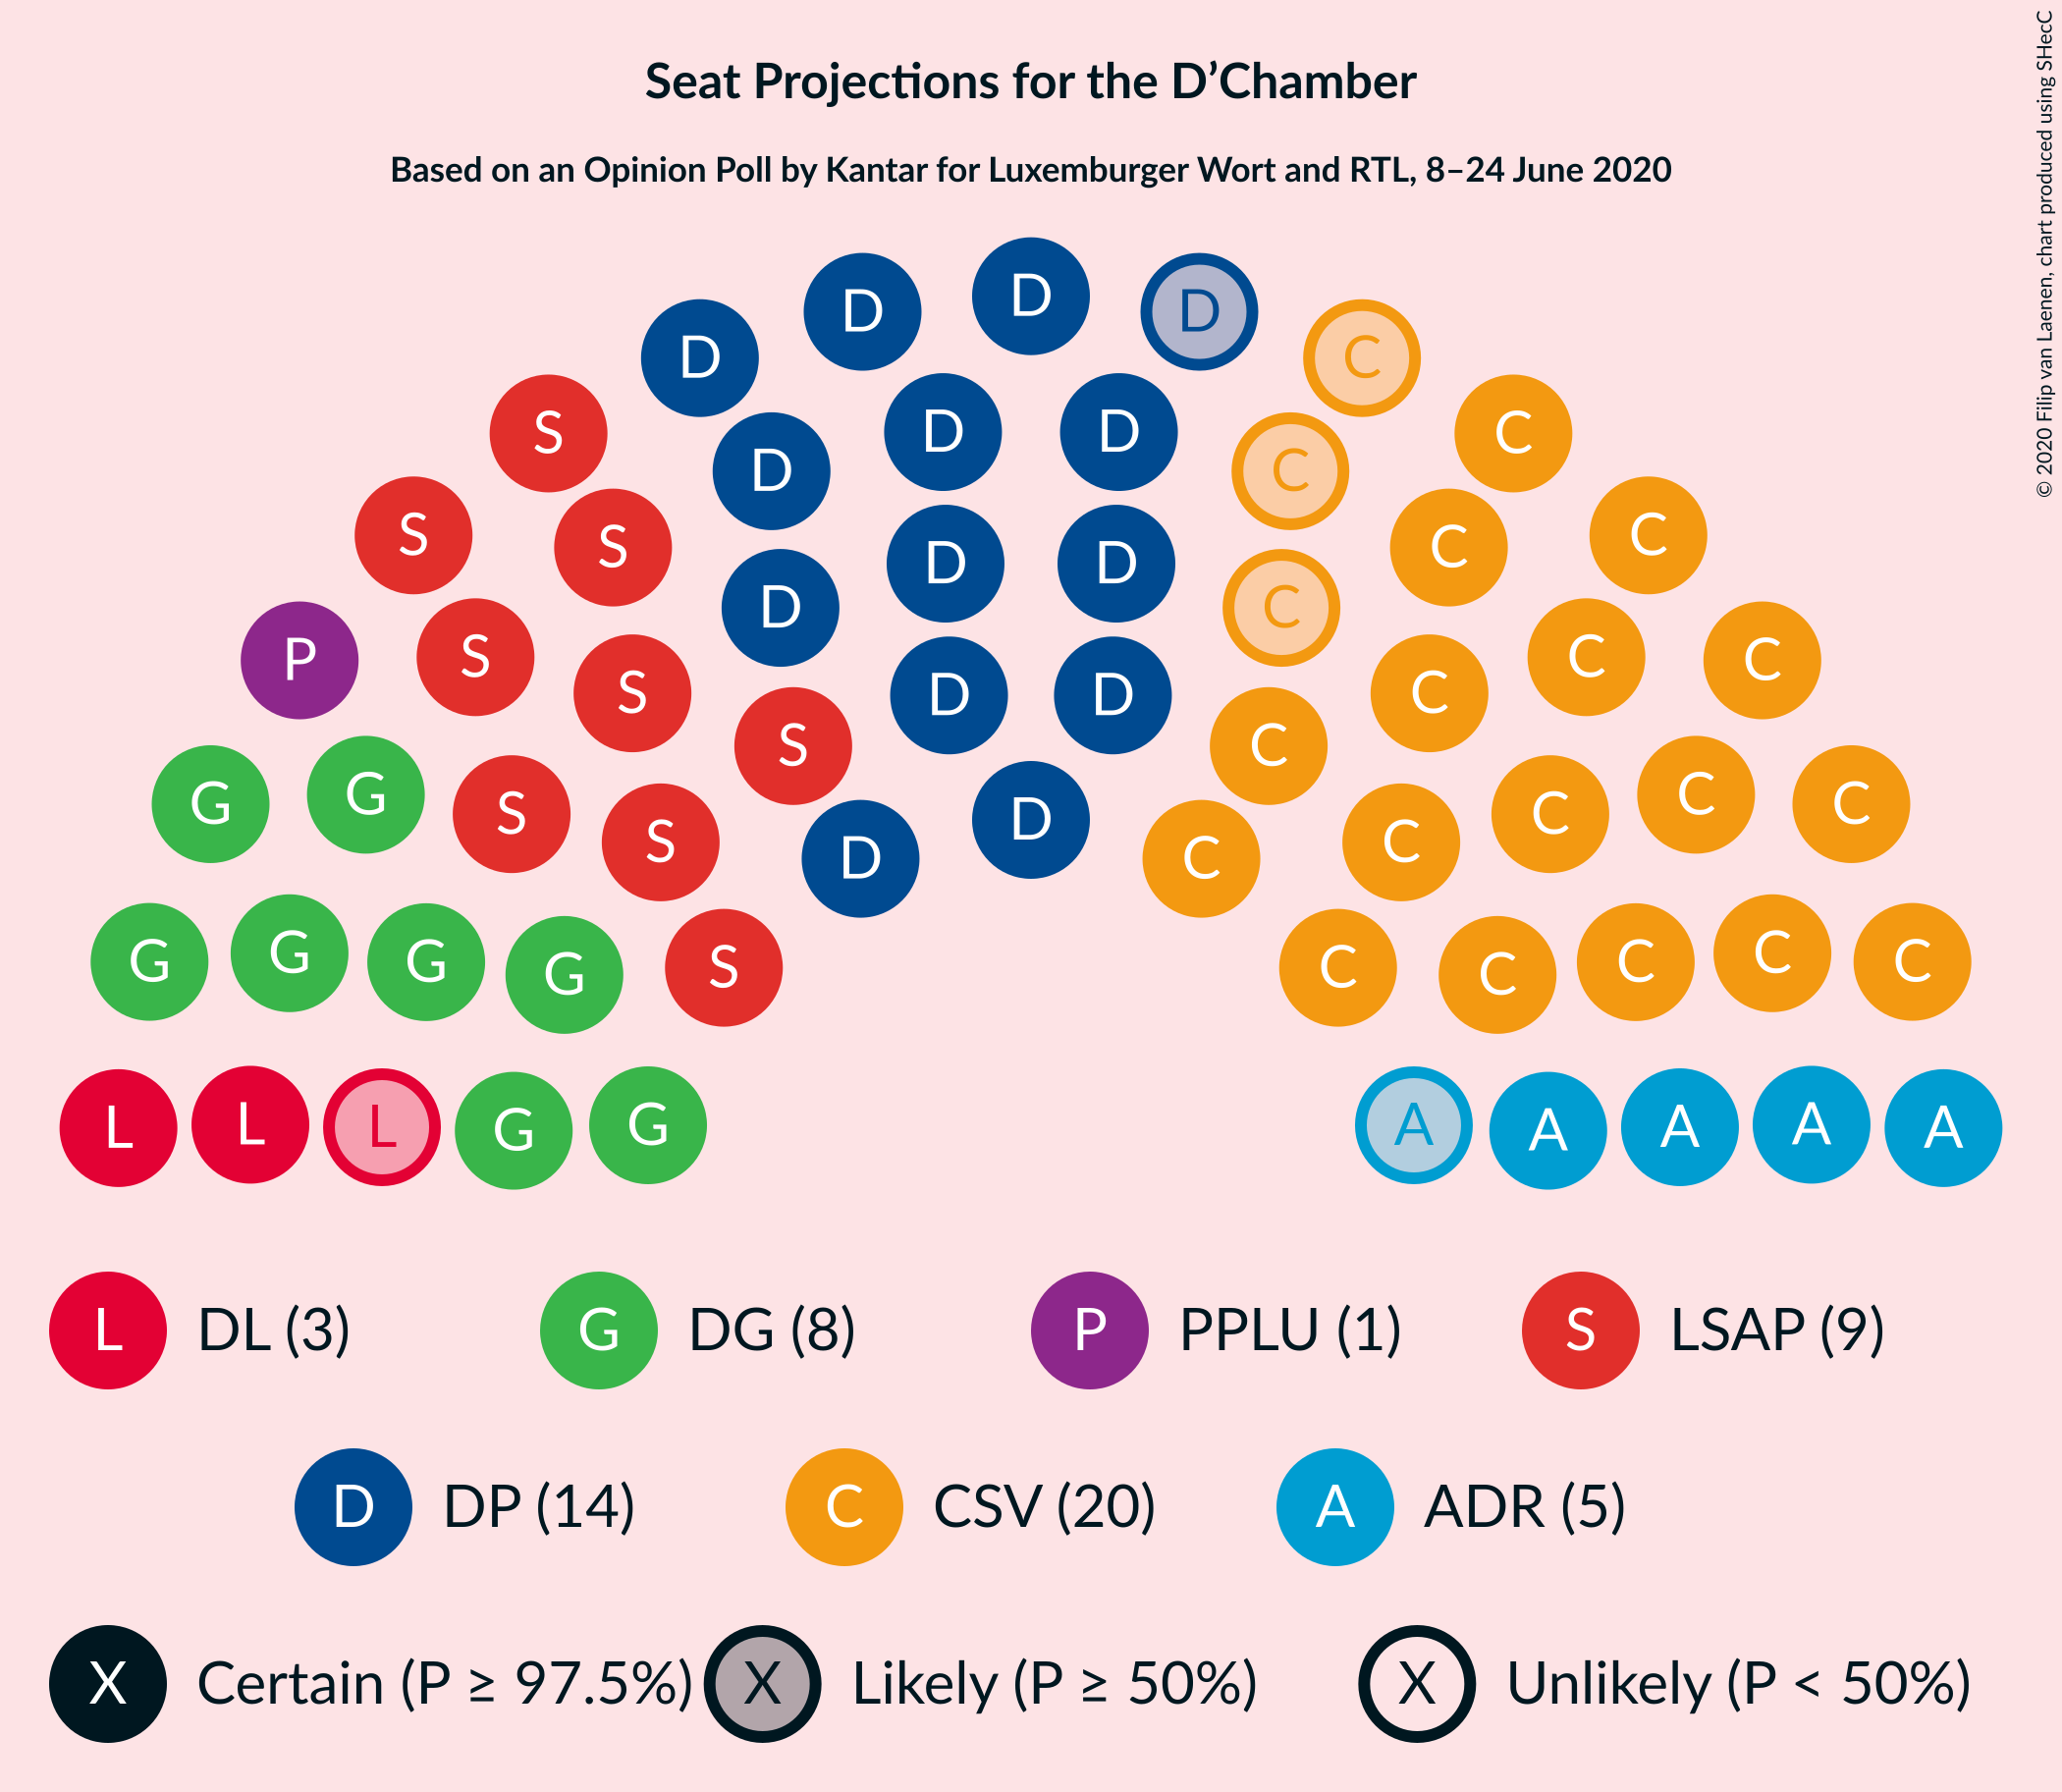 Seat Projections for the D’Chamber
Based on an Opinion Poll by Kantar for Luxemburger Wort and RTL, 8–24 June 2020
© 2020 Filip van Laenen, chart produced using SHecC
D
D D
D C
S D D C
D C
S S C C
D D
D C
P S S C C C
D D
S C
G G S C C
D
S C
D C
G G G G S C C C C C
L L L G G A A A A A
L DL (3) G DG (8) P PPLU (1) S LSAP (9)
D DP (14) C CSV (20) A ADR (5)
X Certain (P ≥ 97.5%) X Likely (P ≥ 50%) X Unlikely (P < 50%)